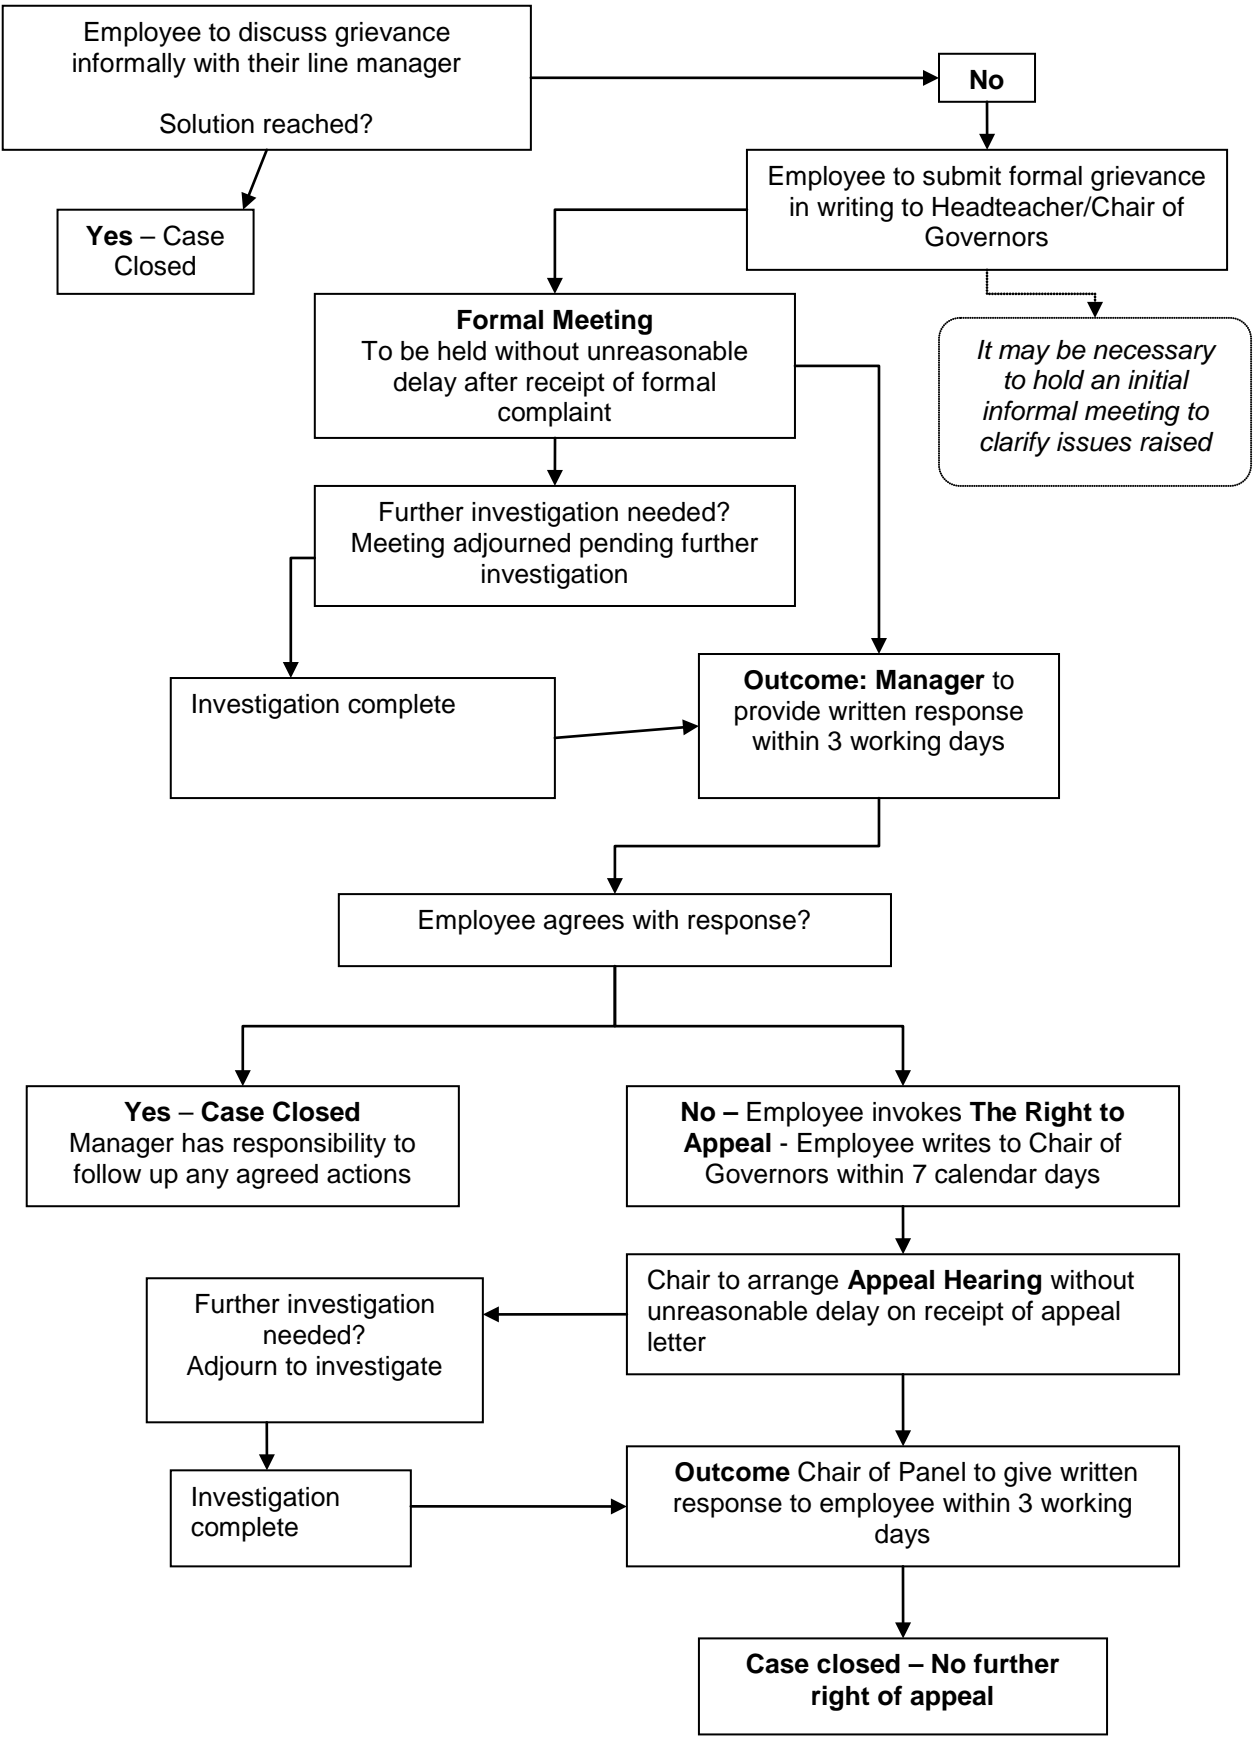 Employee to discuss grievance
informally with their line manager
Solution reached?
No
Yes – Case
Closed
Employee to submit formal grievance
in writing to Headteacher/Chair of
Governors
Formal Meeting
To be held without unreasonable
delay after receipt of formal
complaint
It may be necessary
to hold an initial
informal meeting to
clarify issues raised
Further investigation needed?
Meeting adjourned pending further
investigation
Investigation complete
Outcome: Manager to
provide written response
within 3 working days
Employee agrees with response?
Yes – Case Closed
Manager has responsibility to
follow up any agreed actions
No – Employee invokes The Right to
Appeal - Employee writes to Chair of
Governors within 7 calendar days
Chair to arrange Appeal Hearing without
unreasonable delay on receipt of appeal
letter
Further investigation
needed?
Adjourn to investigate
Investigation
complete
Outcome Chair of Panel to give written
response to employee within 3 working
days
Case closed – No further
right of appeal